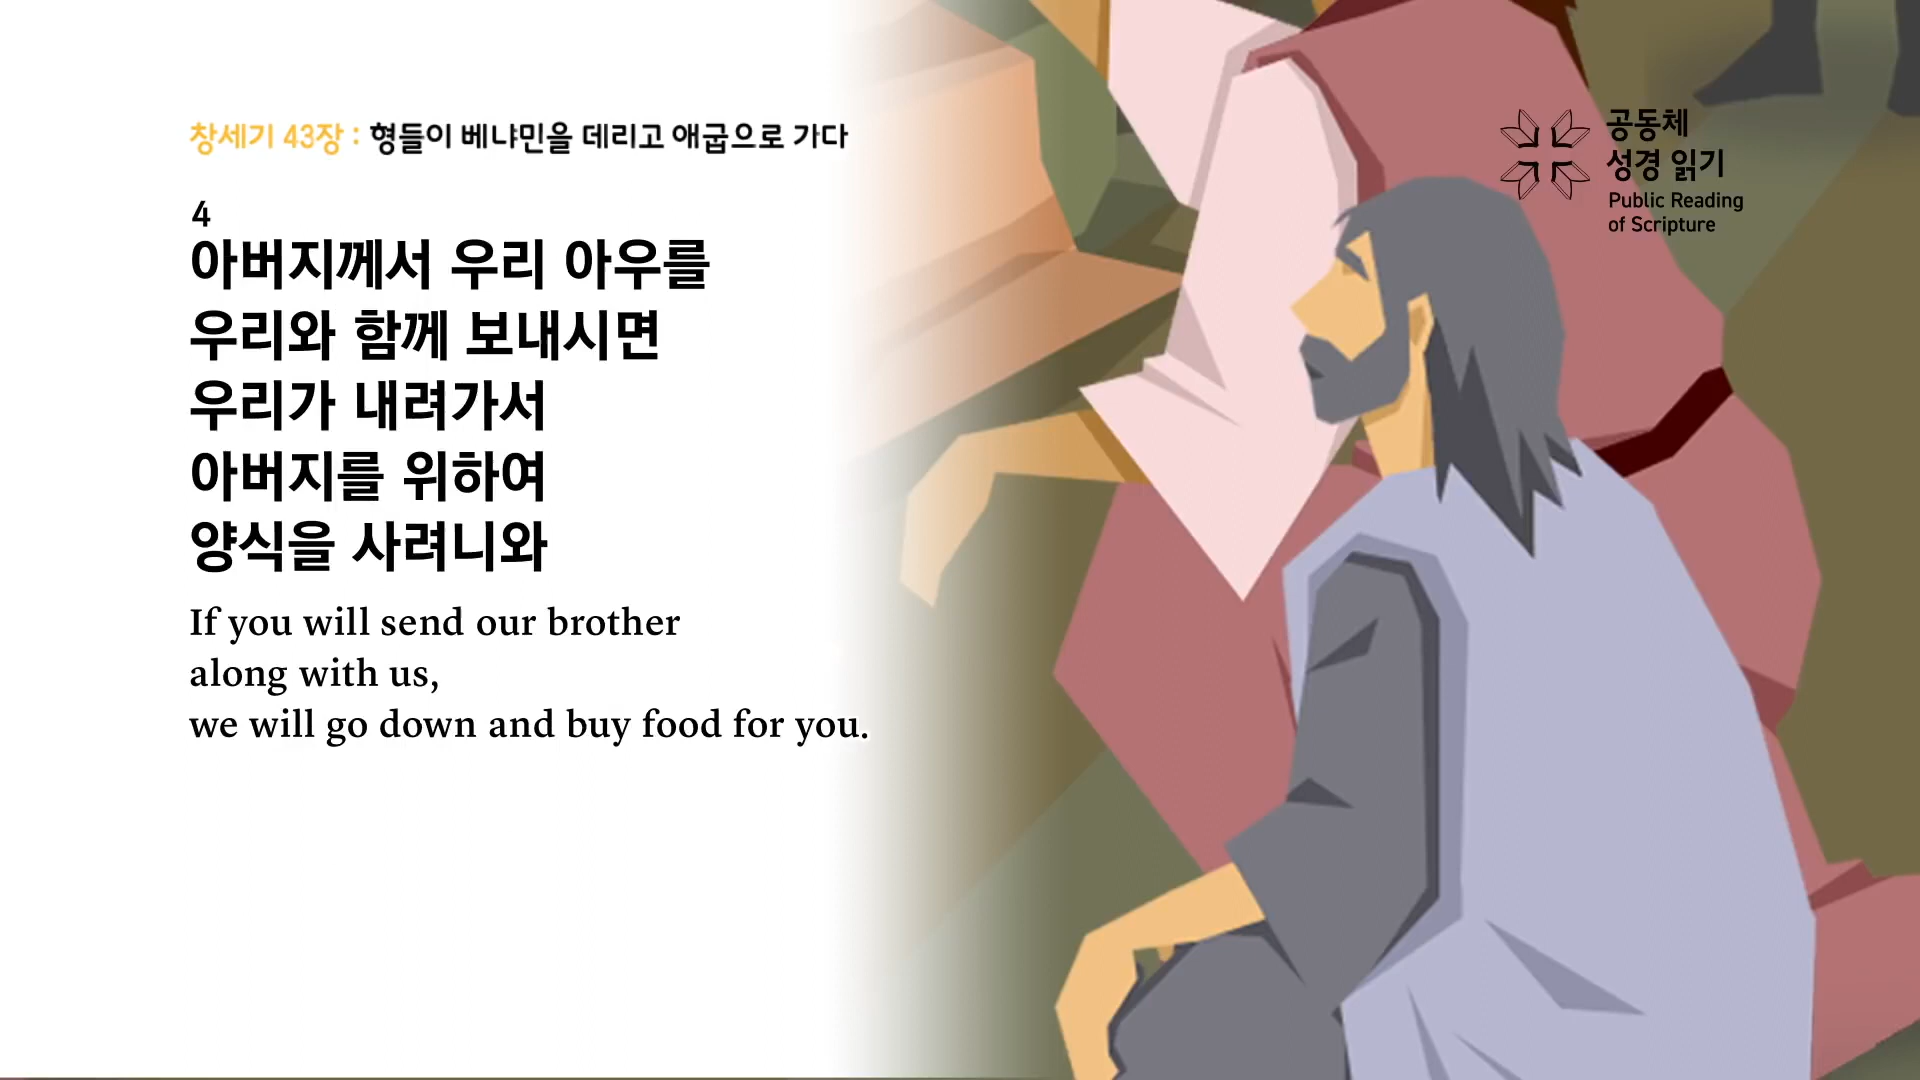 창세기 43장 : 형들이 베냐민을 데리고 애굽으로 가다
4
아버지께서 우리 아우를
우리와 함께 보내시면
우리가 내려가서
아버지를 위하여
양식을 사려니와
If you will send our brother
along with us,
we will go down and buy food for you.
공동체
성경 읽기
Public Reading
of Scripture